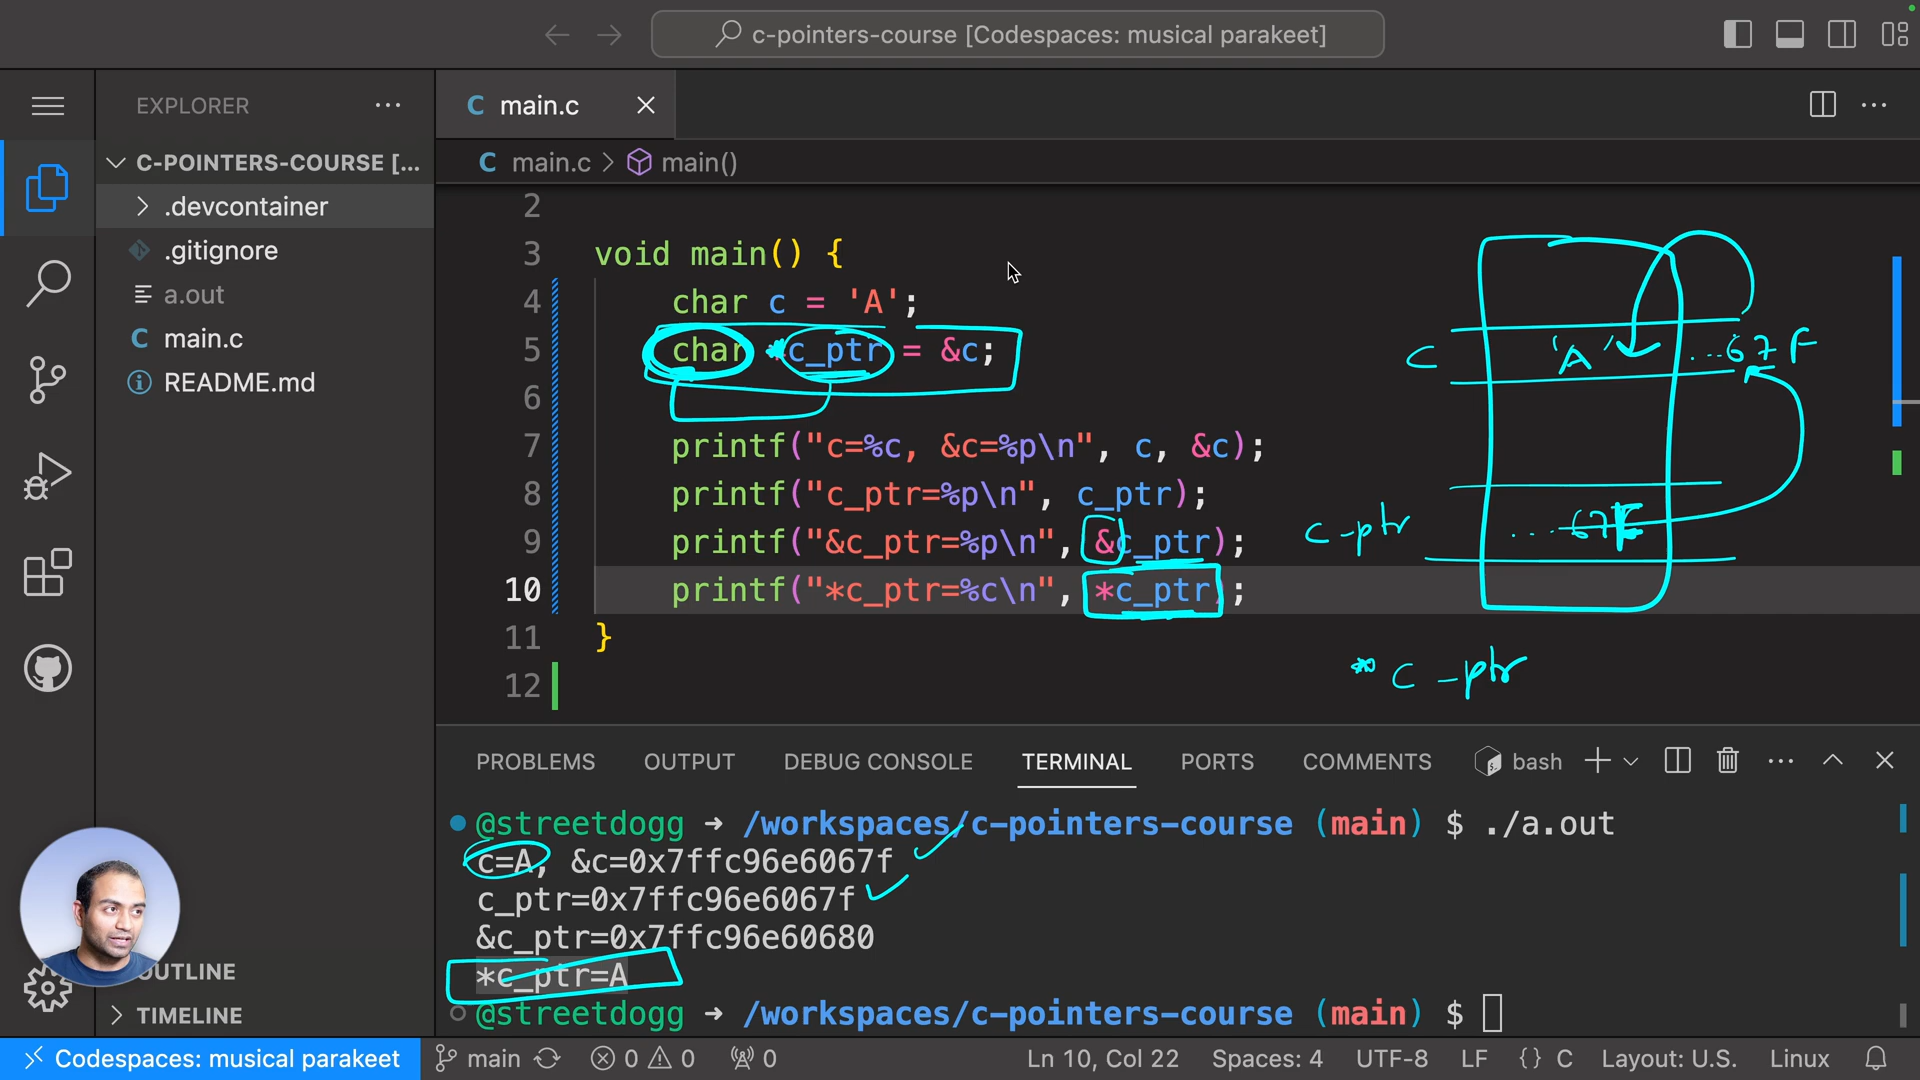 c-pointers-course [Codespaces: musical parakeet]
EXPLORER
C-POINTERS-COURSE [...
.devcontainer
.gitignore
a.out
C main.c
README.md
OUTLINE
TIMELINE
C main.c
C main.c > main()
2
3 void main() {
4 char c = 'A';
5 char *c_ptr = &c;
6
7 printf("c=%c, &c=%p\n", c, &c);
8 printf("c_ptr=%p\n", c_ptr);
9 printf("&c_ptr=%p\n", &c_ptr);
10 printf("*c_ptr=%c\n", *c_ptr);
11 }
12
C 'A' ...67F
c-ptr ...67F
* c -ptr
PROBLEMS OUTPUT DEBUG CONSOLE TERMINAL PORTS COMMENTS bash
@streetdogg → /workspaces/c-pointers-course (main) $ ./a.out
c=A, &c=0x7ffc96e6067f
c_ptr=0x7ffc96e6067f
&c_ptr=0x7ffc96e60680
*c_ptr=A
@streetdogg → /workspaces/c-pointers-course (main) $
Codespaces: musical parakeet main 0 0 0 Ln 10, Col 22 Spaces: 4 UTF-8 LF {} C Layout: U.S. Linux